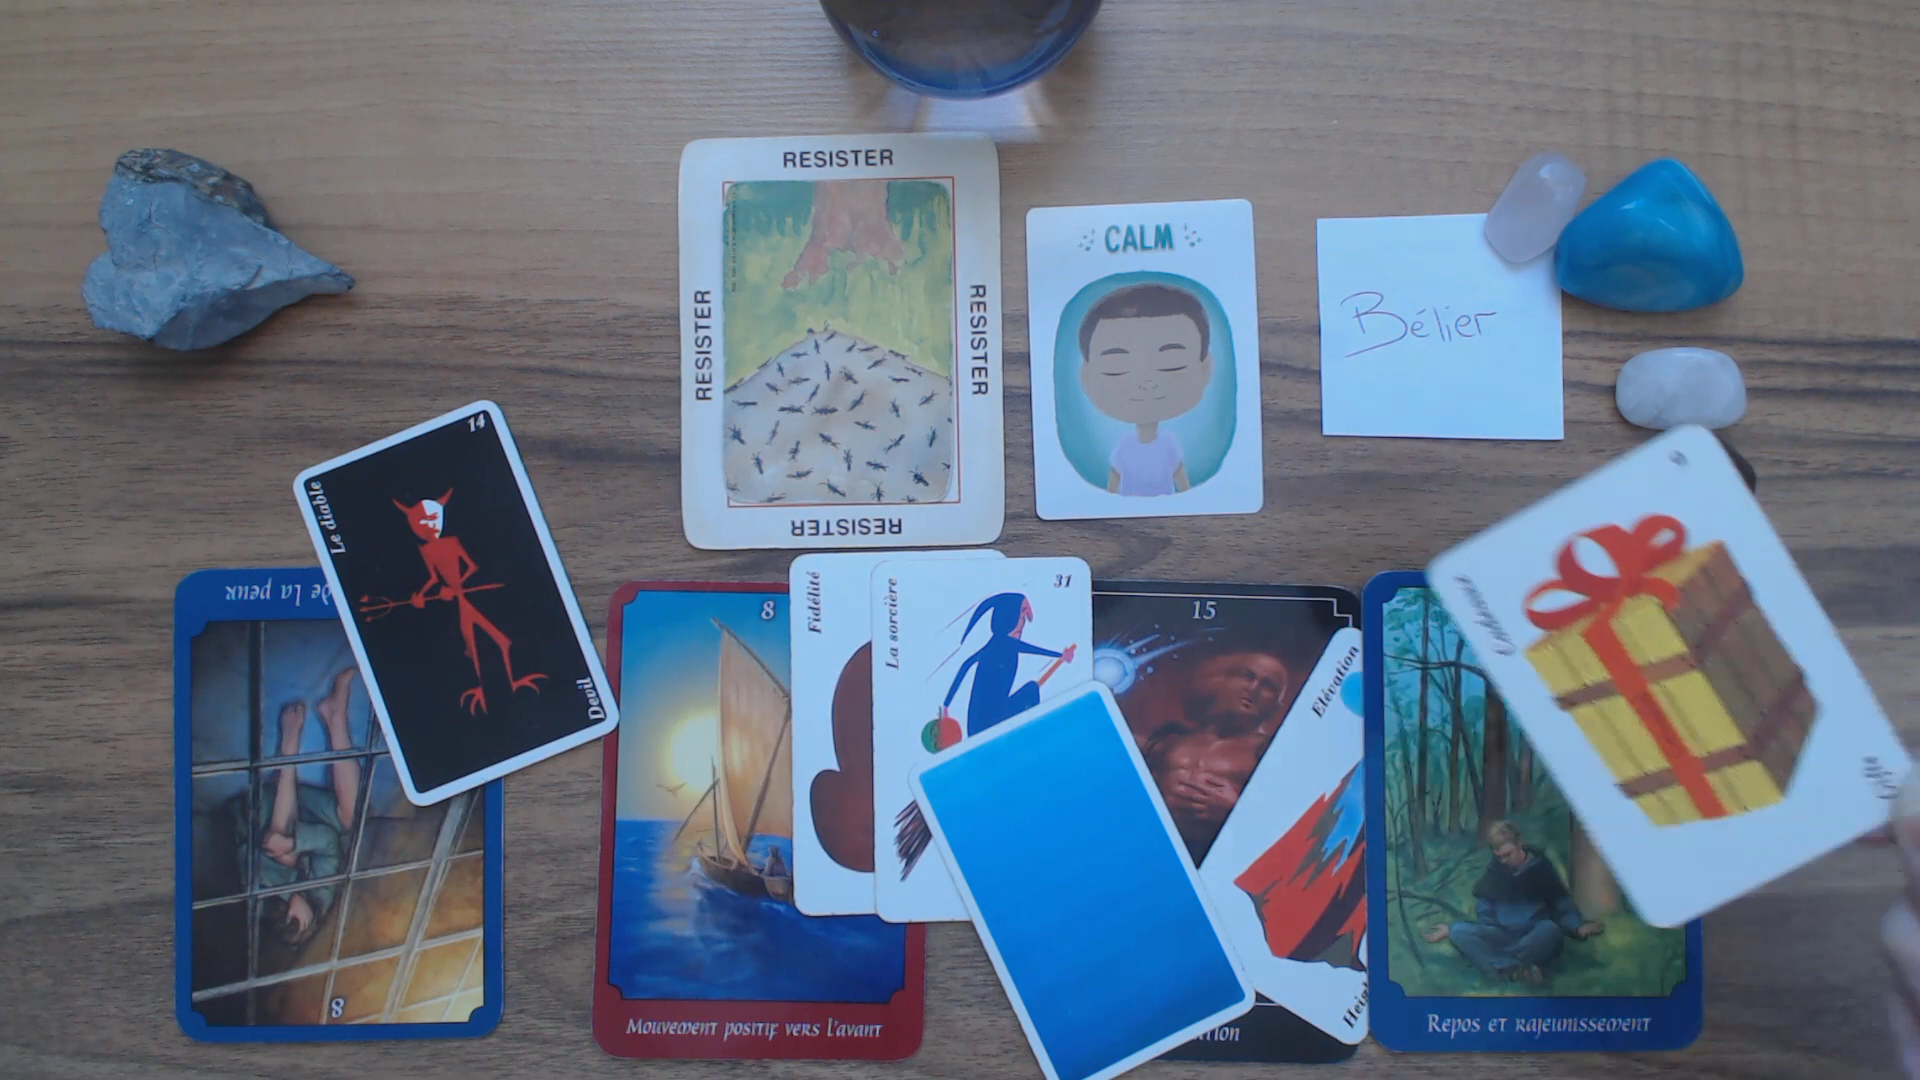 RESISTER
RESISTER
RESISTER
RESISTER
CALM
Bélier
14
Le diable
Devil
de la peur
8
8
Mouvement positif vers l'avant
Fidélité
La sorcière
31
15
Elévation
Repos et rajeunissement